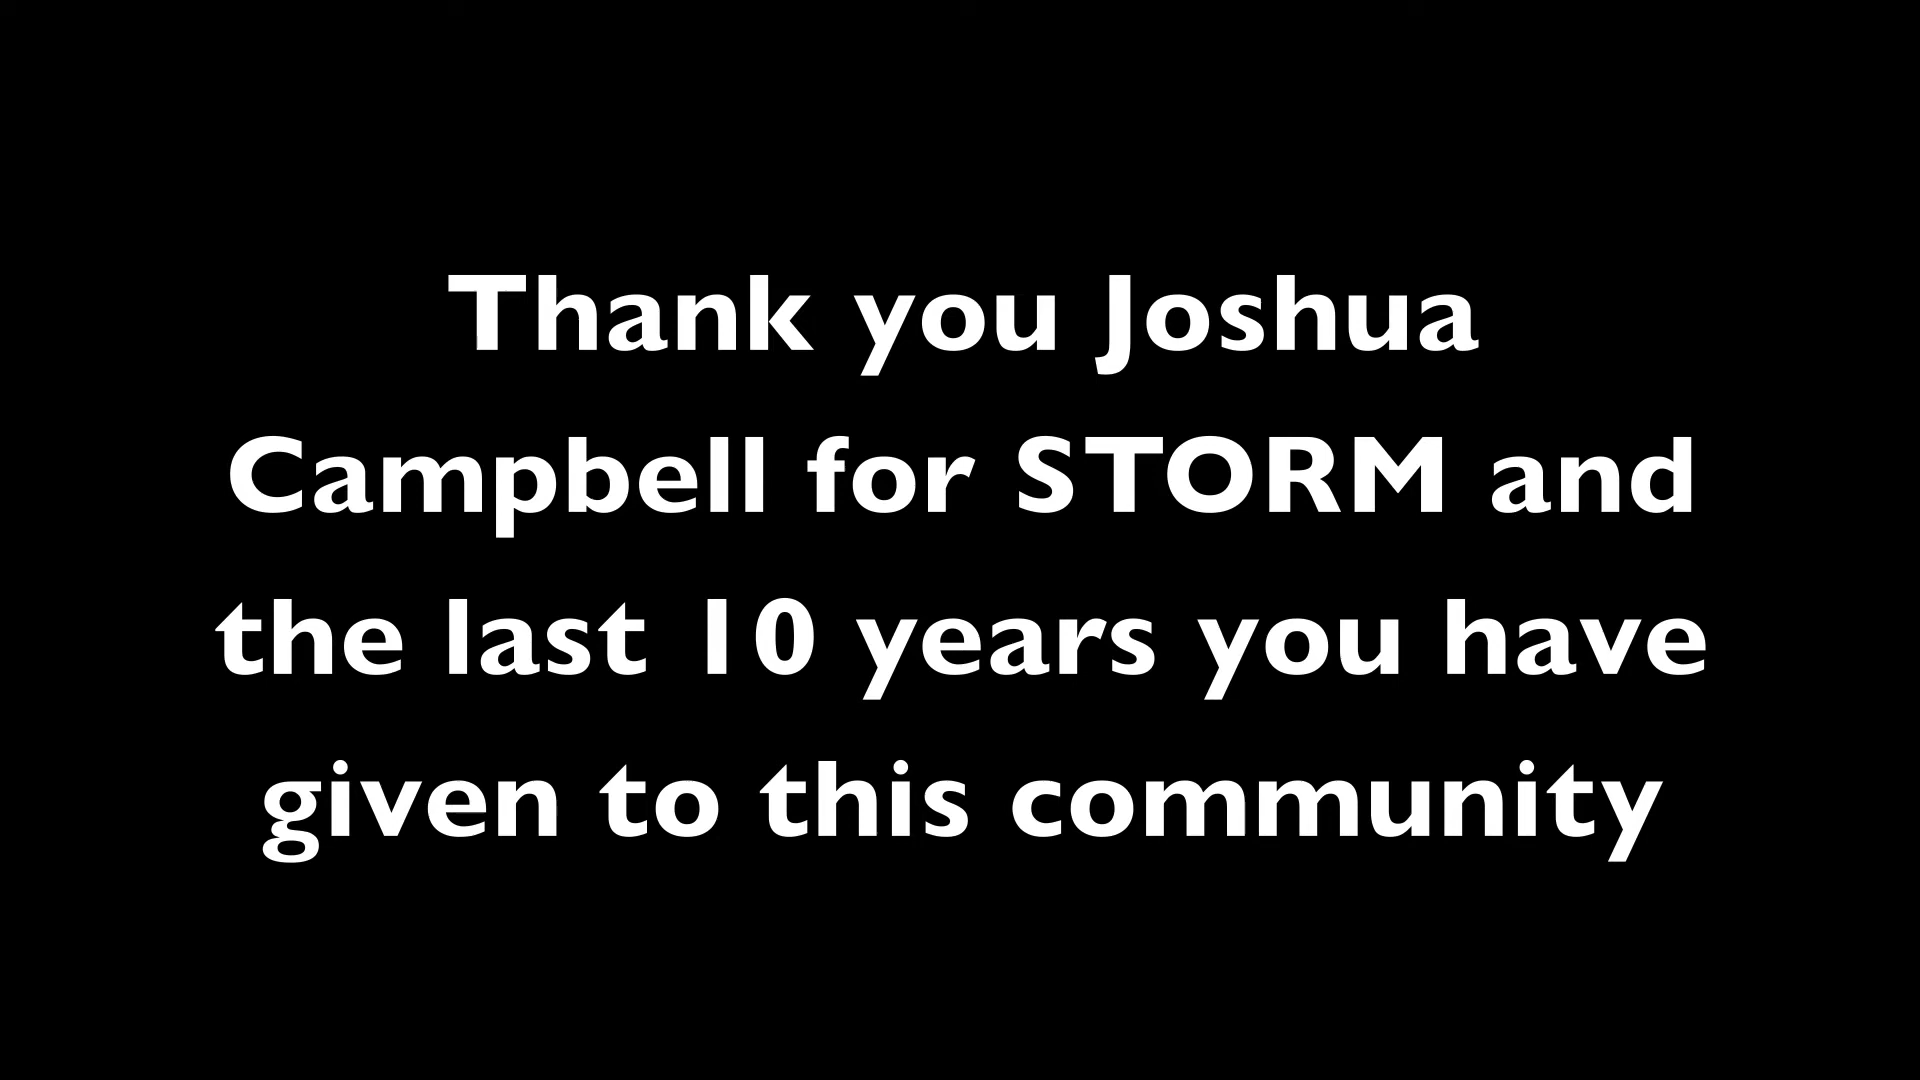 Thank you Joshua
Campbell for STORM and
the last 10 years you have
given to this community